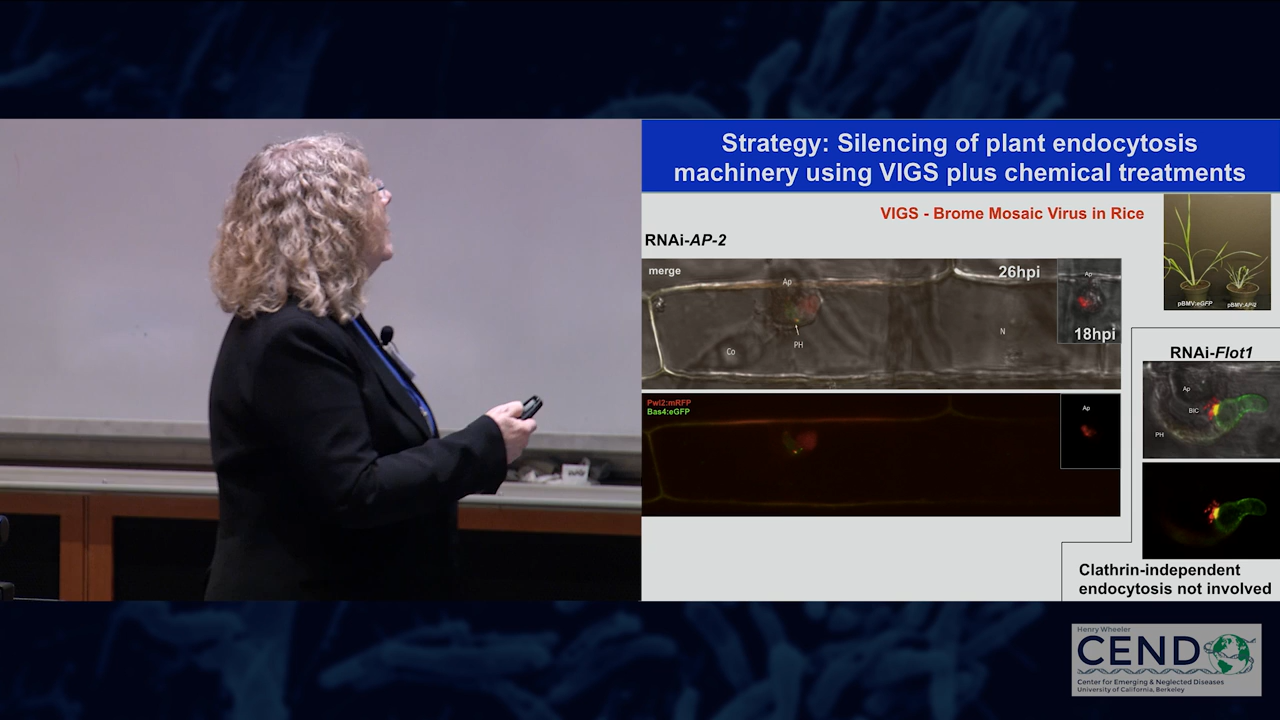 Strategy: Silencing of plant endocytosis
machinery using VIGS plus chemical treatments
VIGS - Brome Mosaic Virus in Rice
RNAi-AP-2
merge
Ap
26hpi
Ap
Co
PH
N
18hpi
pBMV:eGFP
Pwl2:mRFP
Bas4:eGFP
Ap
RNAi-Flot1
Ap
BIC
PH
Clathrin-independent
endocytosis not involved
Henry Wheeler
CEND
Center for Emerging & Neglected Diseases
University of California, Berkeley